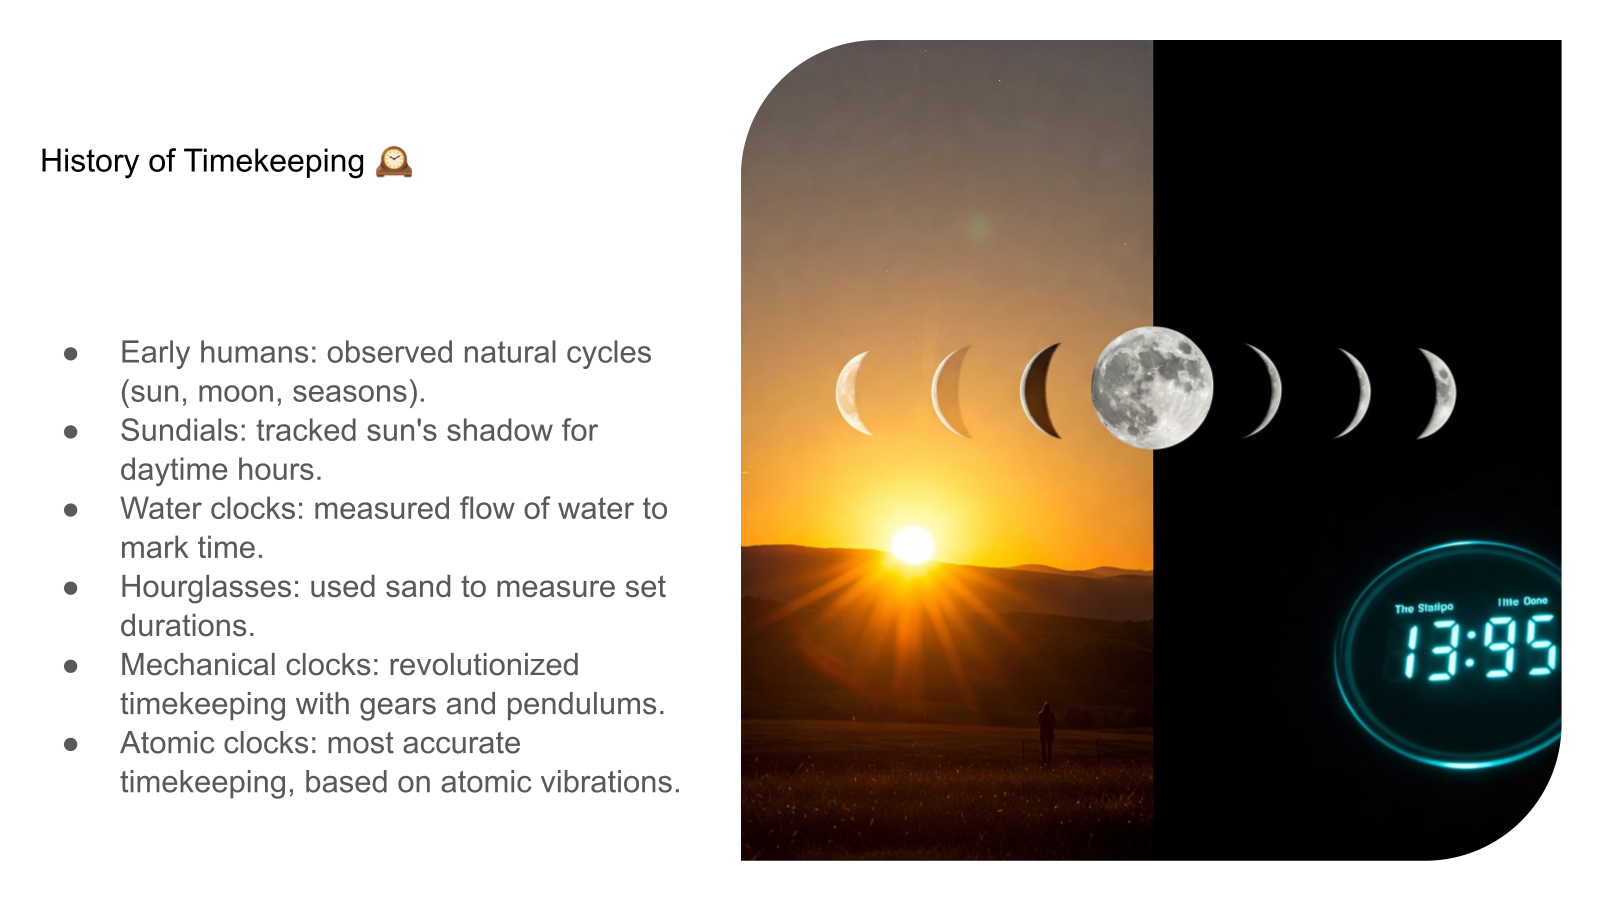 History of Timekeeping 🕰️
● Early humans: observed natural cycles
(sun, moon, seasons).
● Sundials: tracked sun's shadow for
daytime hours.
● Water clocks: measured flow of water to
mark time.
● Hourglasses: used sand to measure set
durations.
● Mechanical clocks: revolutionized
timekeeping with gears and pendulums.
● Atomic clocks: most accurate
timekeeping, based on atomic vibrations.
The Done
13:95